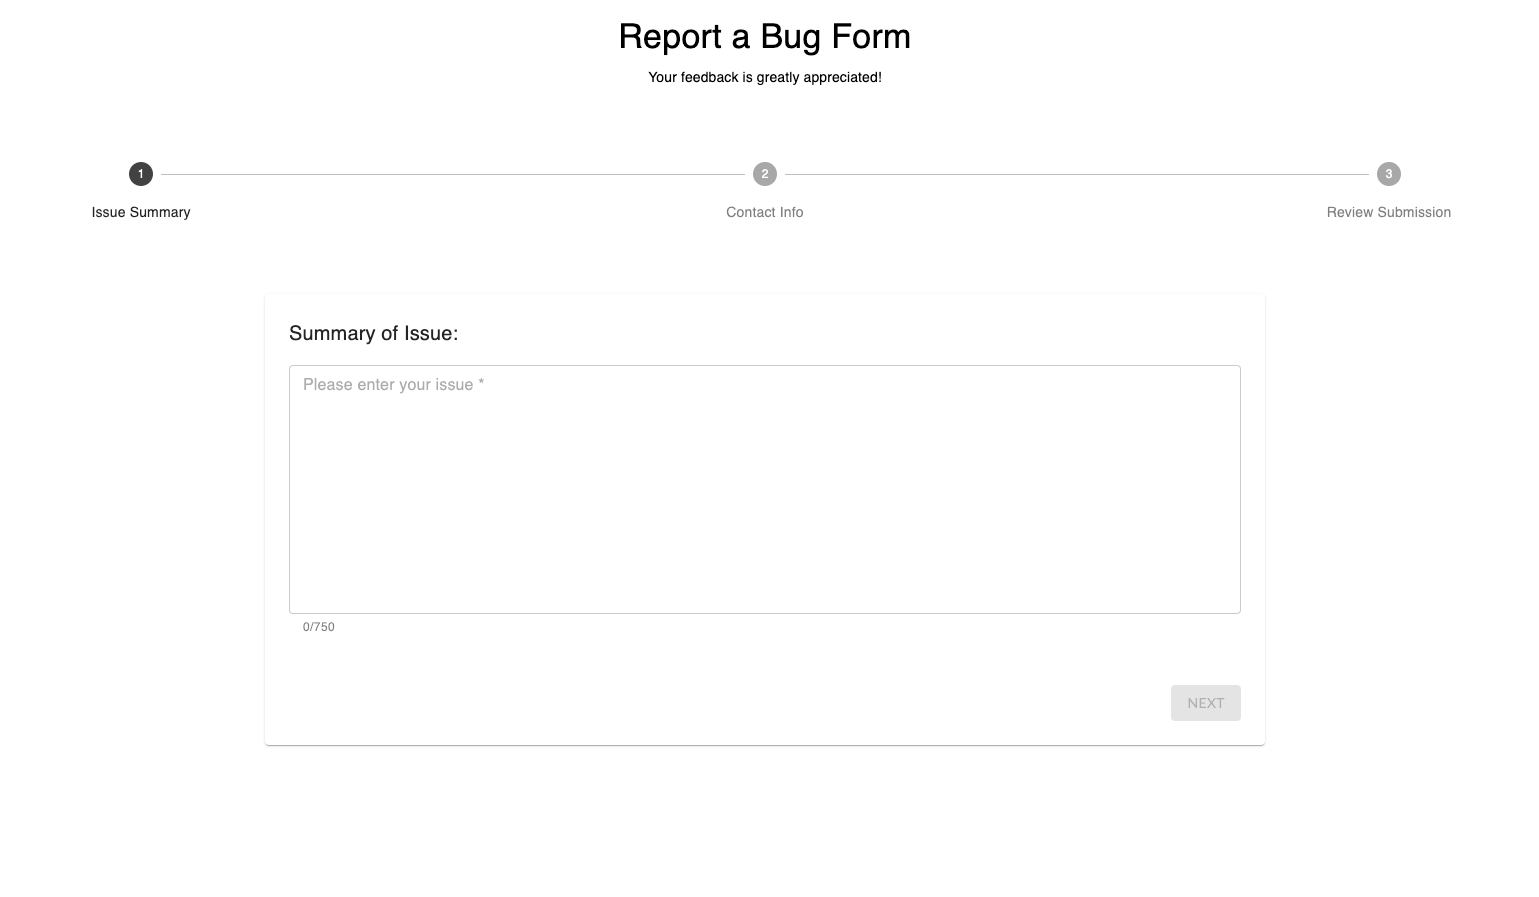 Report a Bug Form
Your feedback is greatly appreciated!
1
2
3
Issue Summary
Contact Info
Review Submission
Summary of Issue:
Please enter your issue *
0/750
NEXT